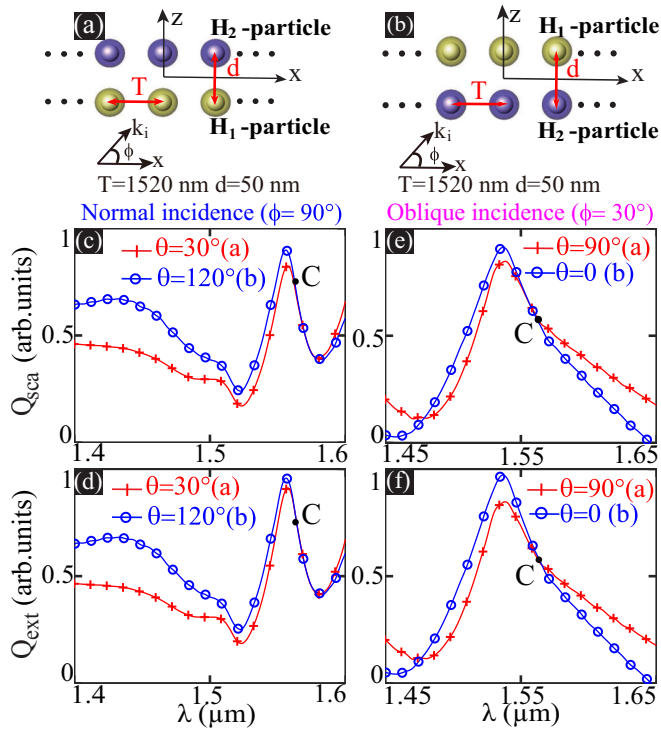 (a)
z
H₂-particle
d
x
T
H₁-particle
kᵢ
ϕ
x
T=1520 nm d=50 nm
Normal incidence (ϕ= 90°)
(b)
z
H₁-particle
d
x
T
H₂-particle
kᵢ
ϕ
x
T=1520 nm d=50 nm
Oblique incidence (ϕ= 30°)
(c)
1
θ=30°(a)
θ=120°(b)
C
0.5
0
Q_sca (arb.units)
1.4
1.5
1.6
(e)
1
θ=90°(a)
θ=0 (b)
C
0.5
0
1.45
1.55
1.65
(d)
1
θ=30°(a)
θ=120°(b)
C
0.5
0
Q_ext (arb.units)
1.4
1.5
1.6
λ (µm)
(f)
1
θ=90°(a)
θ=0 (b)
C
0.5
0
1.45
1.55
1.65
λ (µm)